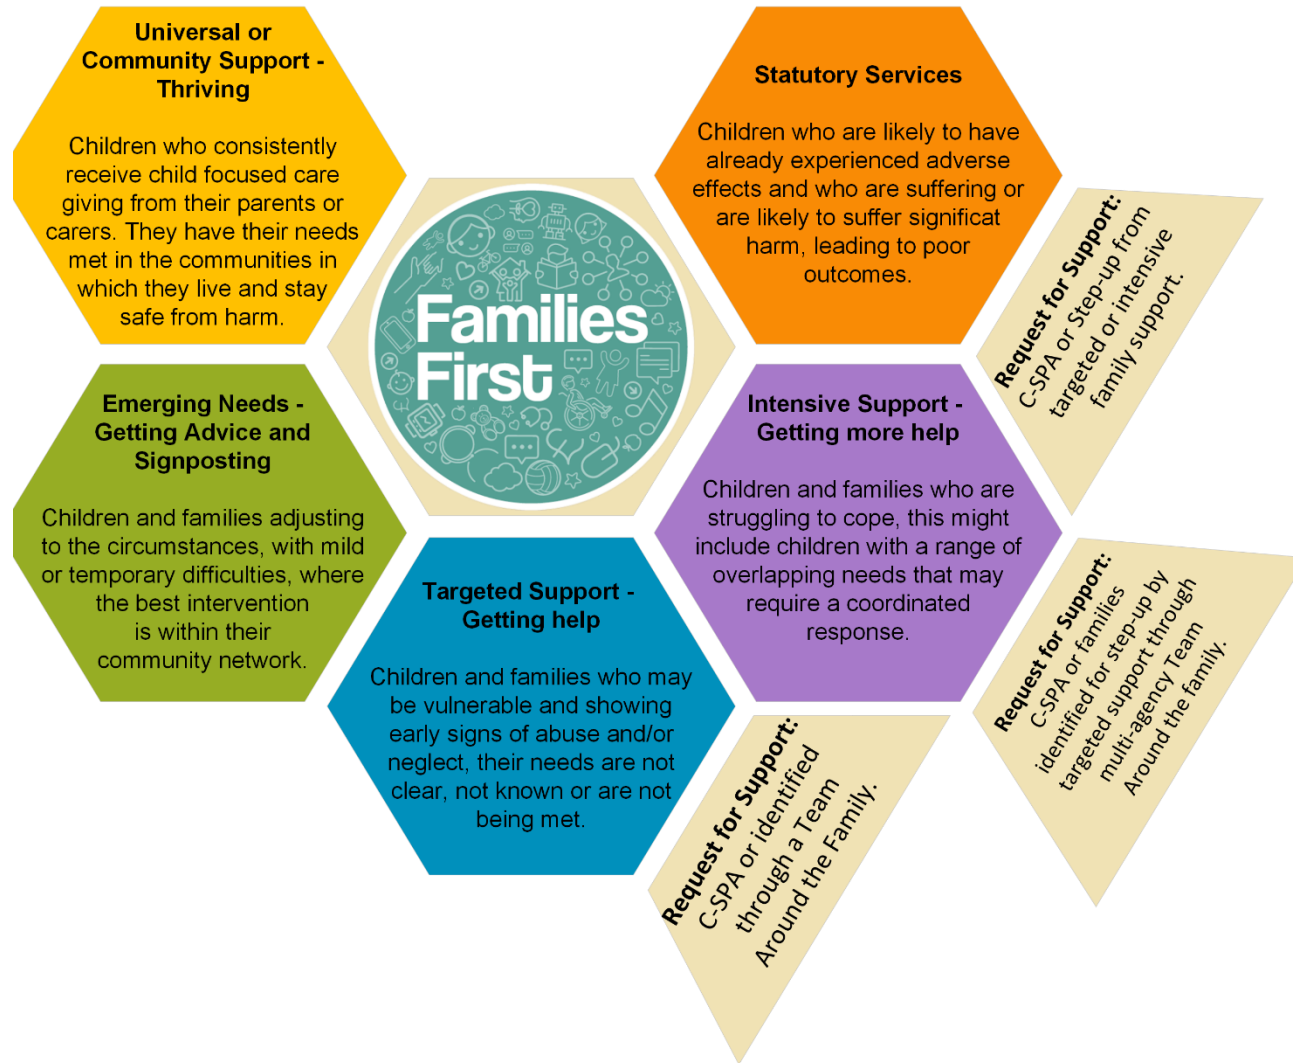 Universal or
Community Support -
Thriving
Children who consistently
receive child focused care
giving from their parents or
carers. They have their needs
met in the communities in
which they live and stay
safe from harm.
Emerging Needs -
Getting Advice and
Signposting
Children and families adjusting
to the circumstances, with mild
or temporary difficulties, where
the best intervention
is within their
community network.
Families
First
Targeted Support -
Getting help
Children and families who may
be vulnerable and showing
early signs of abuse and/or
neglect, their needs are not
clear, not known or are not
being met.
Request for Support:
C-SPA or identified
through a Team
Around the Family.
Intensive Support -
Getting more help
Children and families who are
struggling to cope, this might
include children with a range of
overlapping needs that may
require a coordinated
response.
Request for Support:
C-SPA or families
identified for step-up by
targeted support through
multi-agency Team
Around the family.
Statutory Services
Children who are likely to have
already experienced adverse
effects and who are suffering or
are likely to suffer significat
harm, leading to poor
outcomes.
Request for Support:
C-SPA or Step-up from
targeted or intensive
family support.